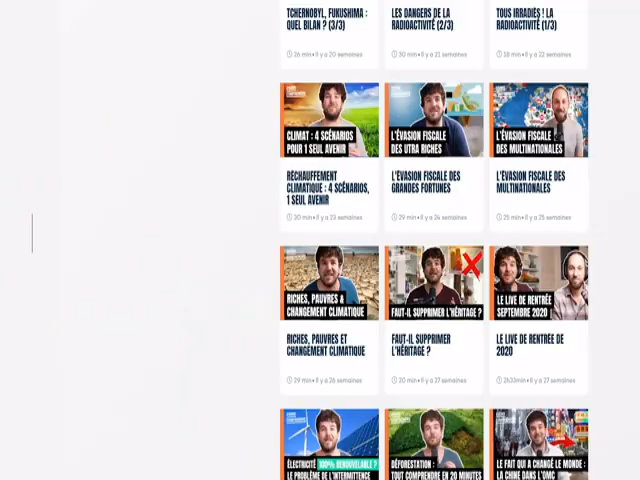 TCHERNOBYL, FUKUSHIMA :
QUEL BILAN ? (3/3)
26 min•Il y a 20 semaines
LES DANGERS DE LA
RADIOACTIVITÉ (2/3)
30 min•Il y a 21 semaines
TOUS IRRADIÉS ! LA
RADIOACTIVITÉ (1/3)
18 min•Il y a 22 semaines
CLIMAT : 4 SCÉNARIOS
POUR 1 SEUL AVENIR
RÉCHAUFFEMENT
CLIMATIQUE : 4 SCÉNARIOS,
1 SEUL AVENIR
30 min•Il y a 23 semaines
L'ÉVASION FISCALE
DES UTRA RICHES
L'ÉVASION FISCALE DES
GRANDES FORTUNES
29 min•Il y a 24 semaines
L'ÉVASION FISCALE
DES MULTINATIONALES
L'ÉVASION FISCALE DES
MULTINATIONALES
25 min•Il y a 25 semaines
RICHES, PAUVRES &
CHANGEMENT CLIMATIQUE
RICHES, PAUVRES ET
CHANGEMENT CLIMATIQUE
29 min•Il y a 26 semaines
FAUT-IL SUPPRIMER L'HÉRITAGE ?
FAUT-IL SUPPRIMER
L'HÉRITAGE ?
20 min•Il y a 27 semaines
LE LIVE DE RENTRÉE
SEPTEMBRE 2020
LE LIVE DE RENTRÉE DE
2020
2h33min•Il y a 27 semaines
ÉLECTRICITÉ 100% RENOUVELABLE ?
LE PROBLÈME DE L'INTERMITTENCE
DÉFORESTATION :
TOUT COMPRENDRE EN 20 MINUTES
LE FAIT QUI A CHANGÉ LE MONDE :
LA CHINE DANS L'OMC